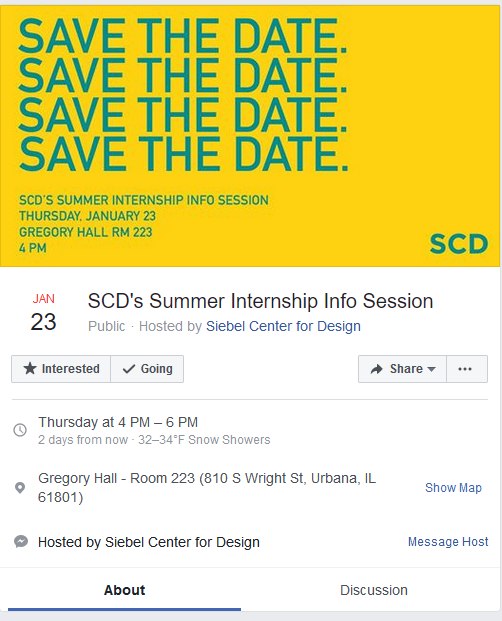 SAVE THE DATE.
SAVE THE DATE.
SAVE THE DATE.
SAVE THE DATE.
SCD'S SUMMER INTERNSHIP INFO SESSION
THURSDAY, JANUARY 23
GREGORY HALL RM 223
4 PM
SCD
JAN
23
SCD's Summer Internship Info Session
Public · Hosted by Siebel Center for Design
Interested
Going
Share
Thursday at 4 PM – 6 PM
2 days from now · 32–34°F Snow Showers
Gregory Hall - Room 223 (810 S Wright St, Urbana, IL
61801)
Show Map
Hosted by Siebel Center for Design
Message Host
About
Discussion